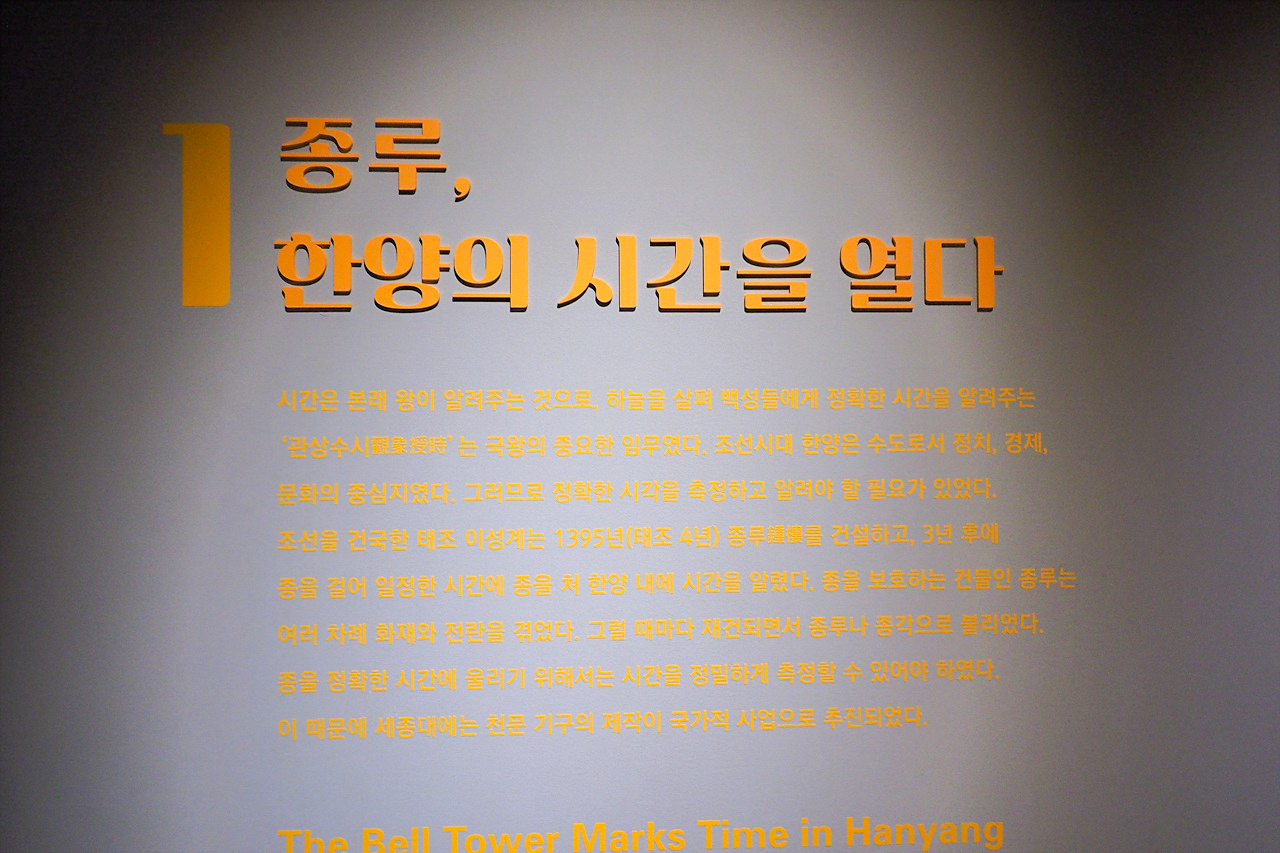 1
종루,
한양의 시간을 열다
시간은 본래 왕이 알려주는 것으로, 하늘을 살펴 백성들에게 정확한 시간을 알려주는
‘관상수시觀象授時’는 국왕의 중요한 임무였다. 조선시대 한양은 수도로서 정치, 경제,
문화의 중심지였다. 그러므로 정확한 시각을 측정하고 알려야 할 필요가 있었다.
조선을 건국한 태조 이성계는 1395년(태조 4년) 종루鍾樓를 건설하고, 3년 후에
종을 걸어 일정한 시간에 종을 쳐 한양 내에 시간을 알렸다. 종을 보호하는 건물인 종루는
여러 차례 화재와 전란을 겪었다. 그럴 때마다 재건되면서 종루나 종각으로 불리었다.
종을 정확한 시간에 울리기 위해서는 시간을 정밀하게 측정할 수 있어야 하였다.
이 때문에 세종대에는 천문 기구의 제작이 국가적 사업으로 추진되었다.
The Bell Tower Marks Time in Hanyang